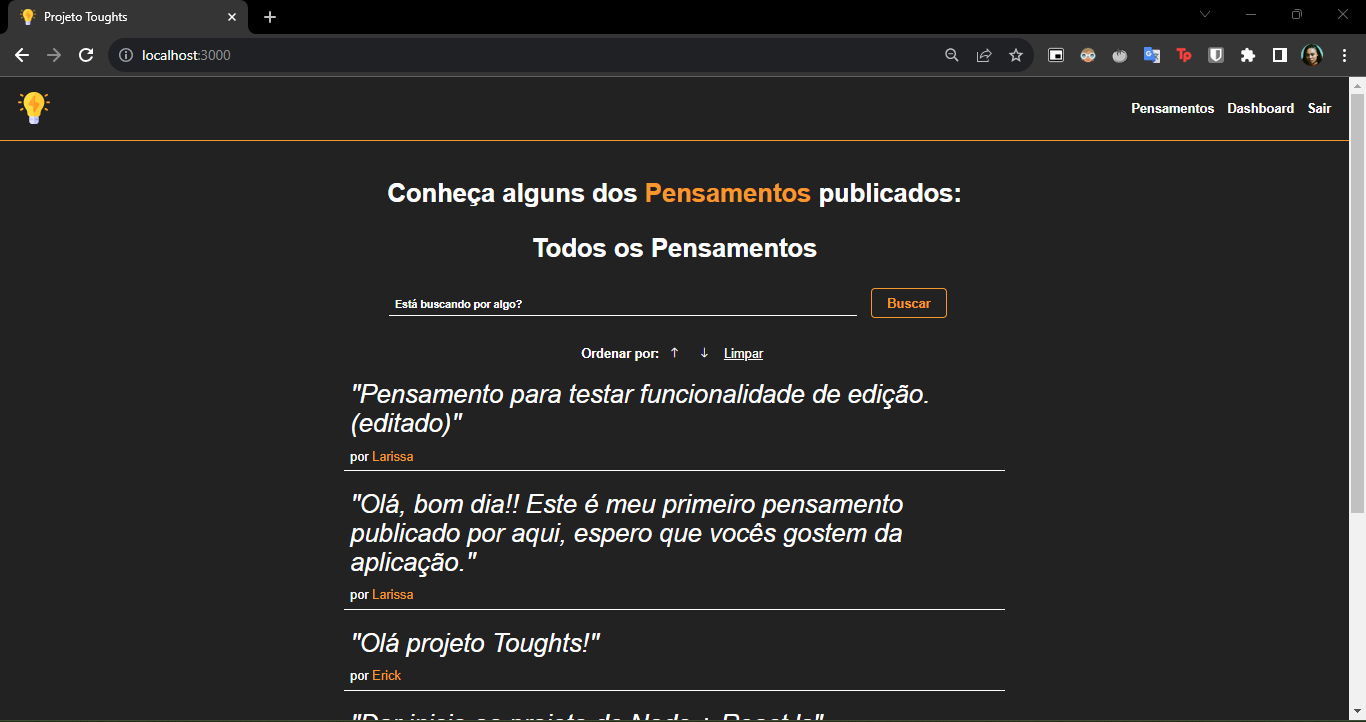 Projeto Toughts
localhost:3000
Pensamentos Dashboard Sair
Conheça alguns dos Pensamentos publicados:
Todos os Pensamentos
Está buscando por algo?
Buscar
Ordenar por: ↑ ↓ Limpar
"Pensamento para testar funcionalidade de edição.
(editado)"
por Larissa
"Olá, bom dia!! Este é meu primeiro pensamento
publicado por aqui, espero que vocês gostem da
aplicação."
por Larissa
"Olá projeto Toughts!"
por Erick